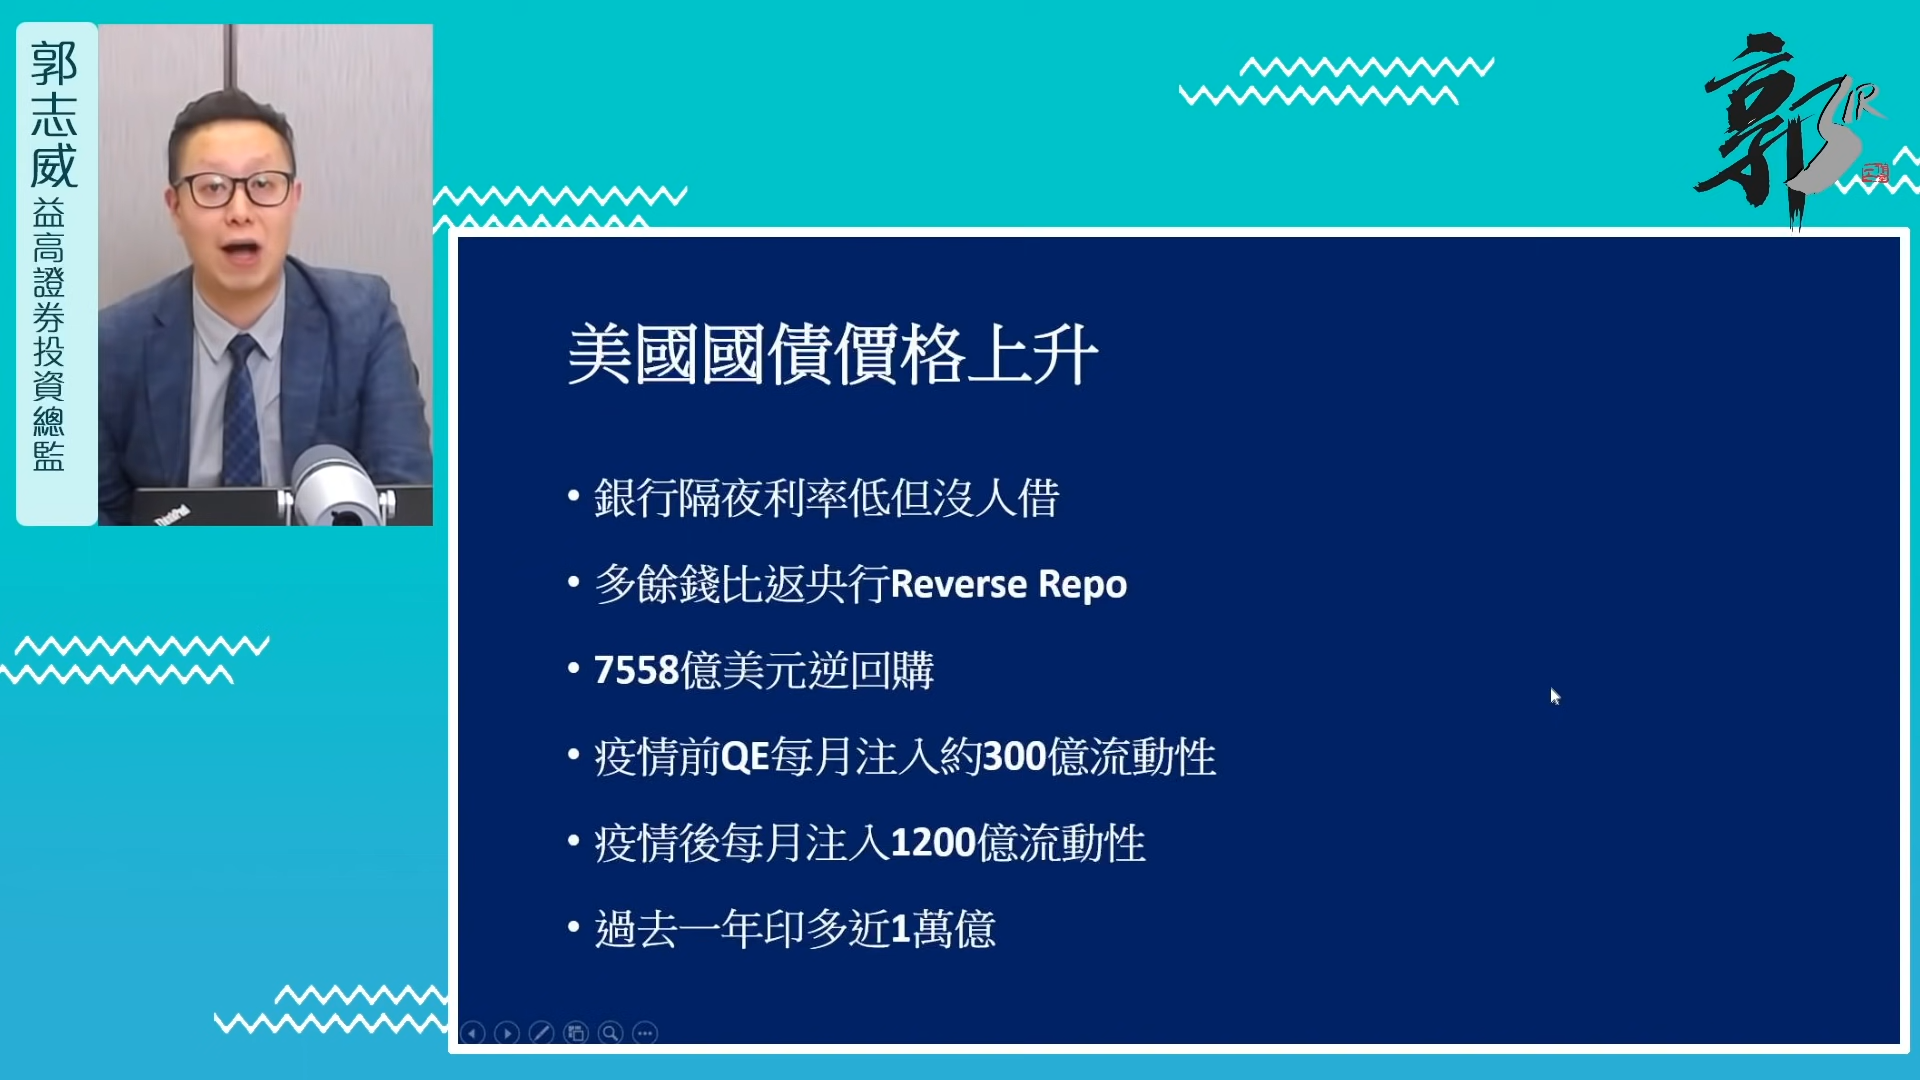 郭志威
益高證券投資總監
郭SIR
美國國債價格上升
• 銀行隔夜利率低但沒人借
• 多餘錢比返央行Reverse Repo
• 7558億美元逆回購
• 疫情前QE每月注入約300億流動性
• 疫情後每月注入1200億流動性
• 過去一年印多近1萬億
ThinkPad